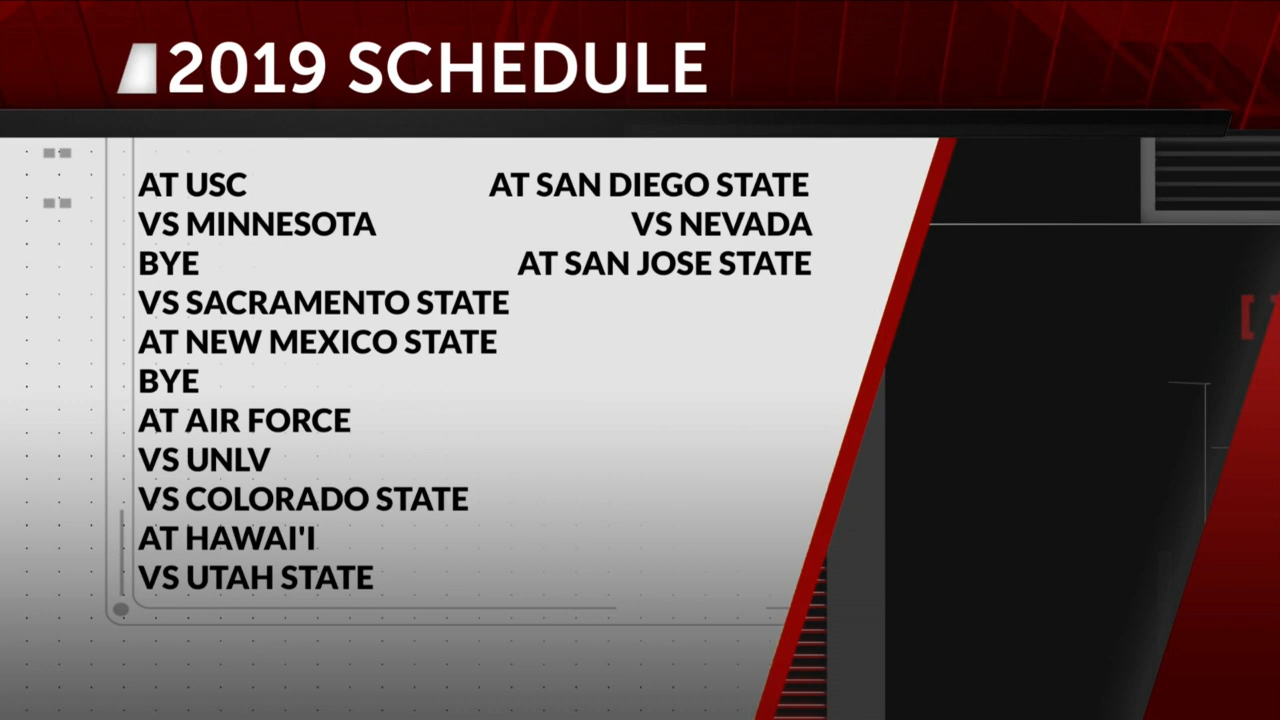 2019 SCHEDULE
AT USC
VS MINNESOTA
BYE
VS SACRAMENTO STATE
AT NEW MEXICO STATE
BYE
AT AIR FORCE
VS UNLV
VS COLORADO STATE
AT HAWAI'I
VS UTAH STATE
AT SAN DIEGO STATE
VS NEVADA
AT SAN JOSE STATE